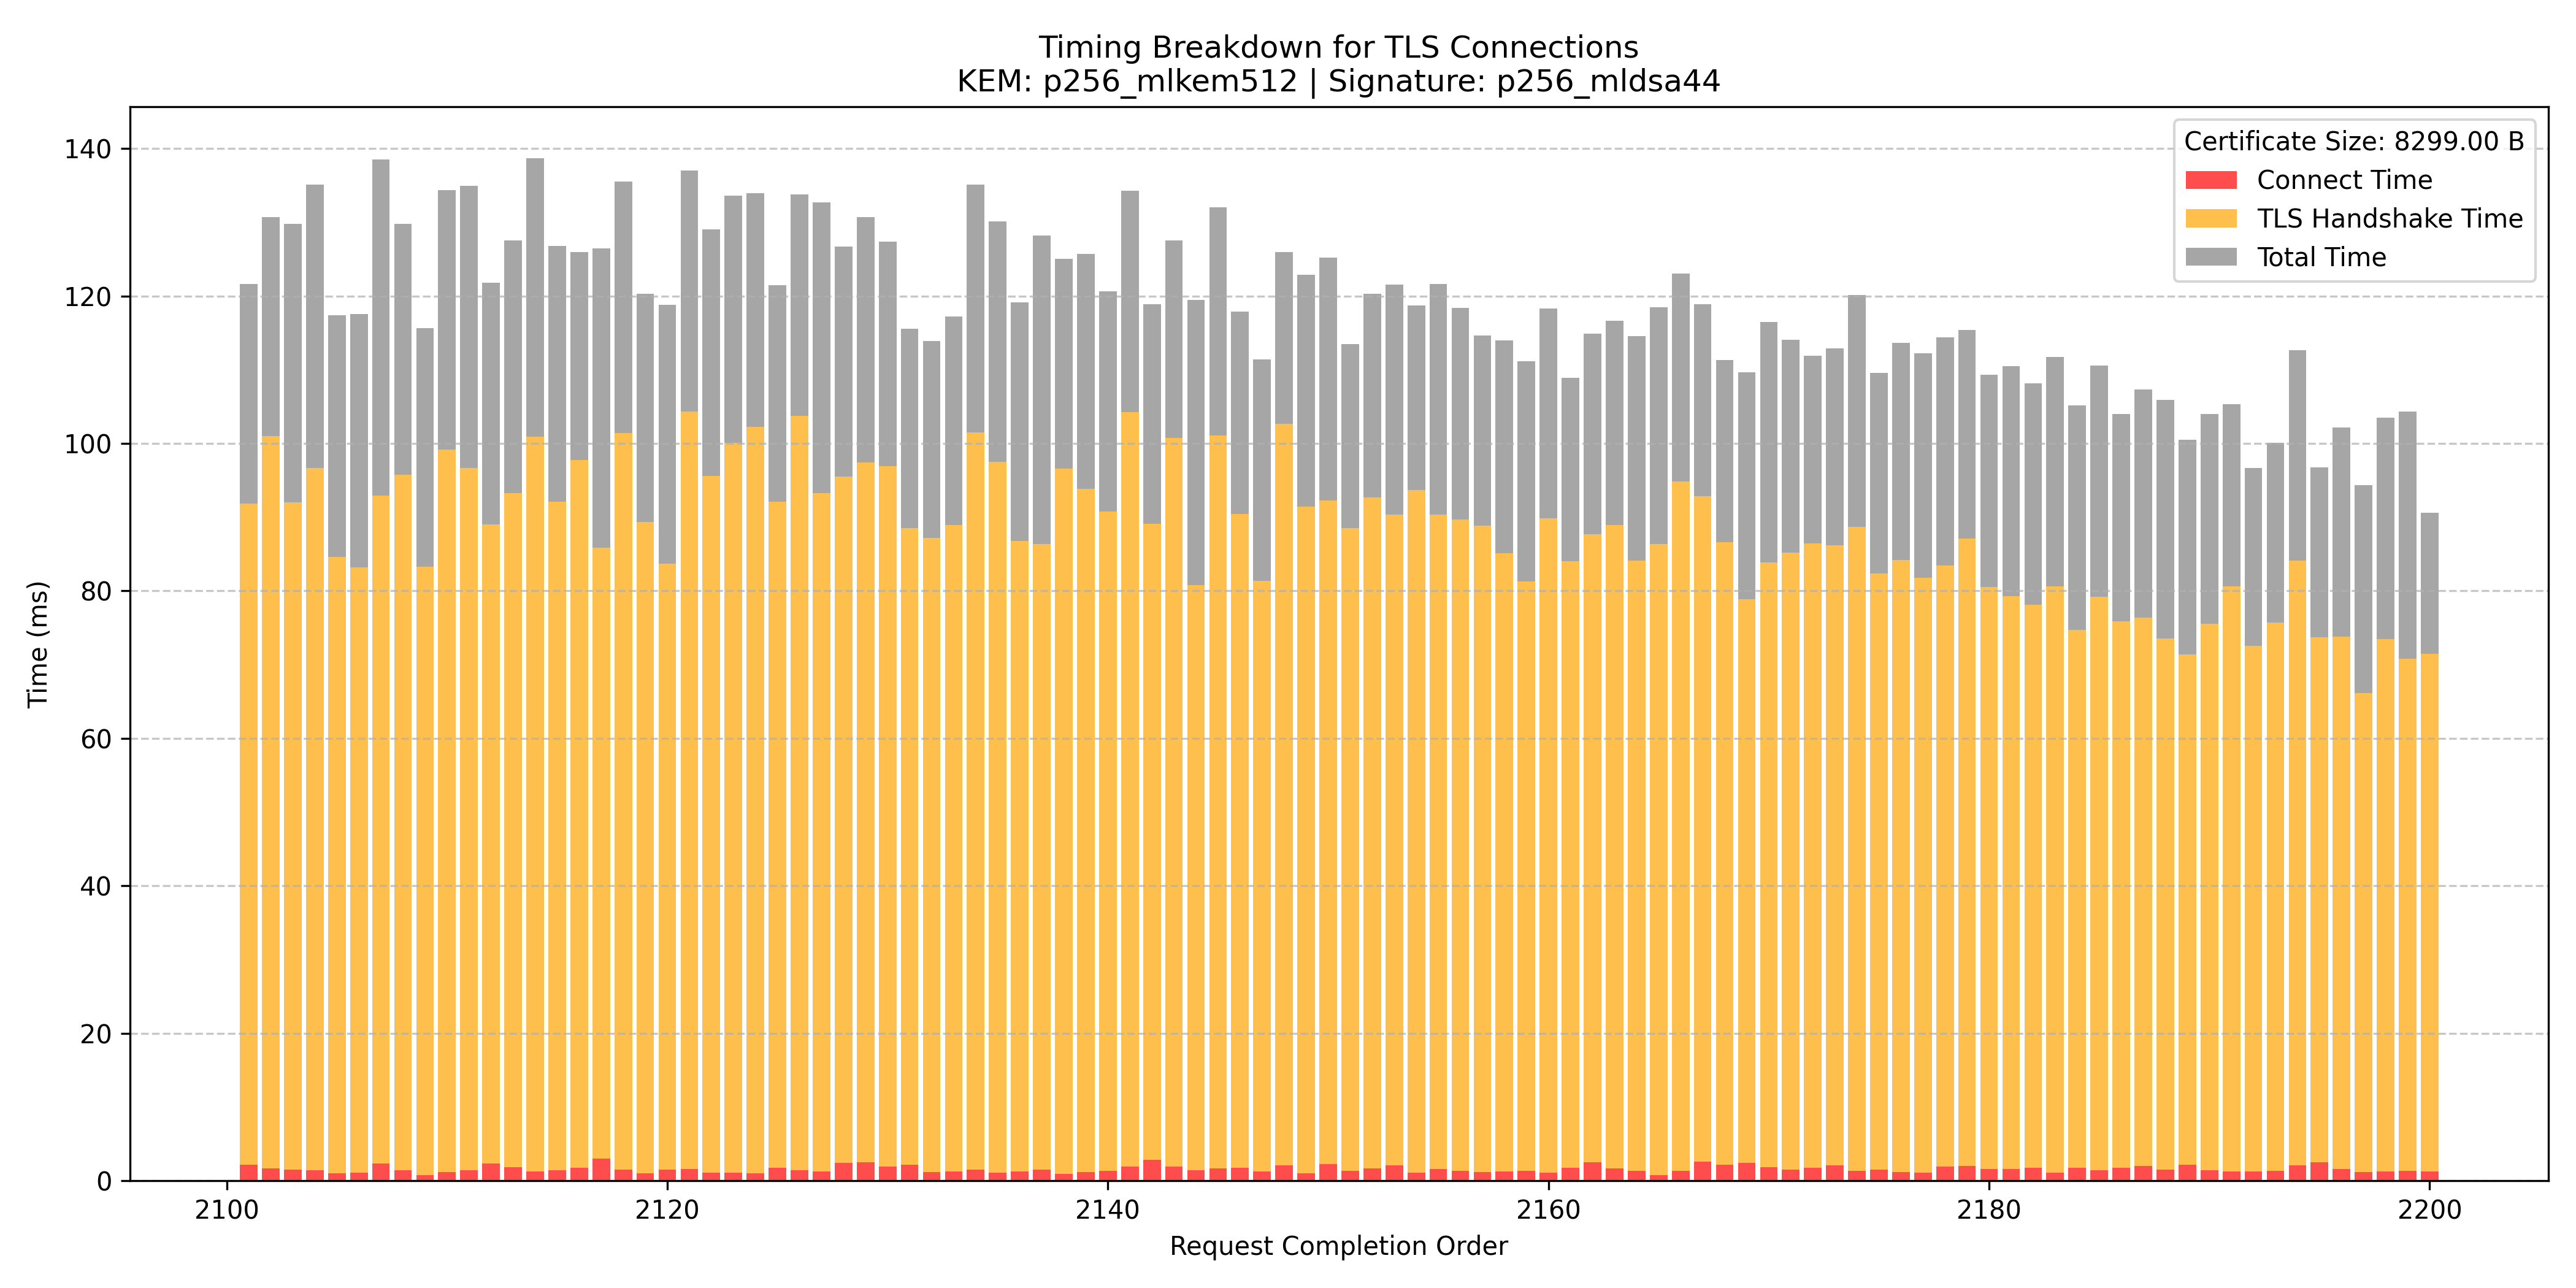 Timing Breakdown for TLS Connections
KEM: p256_mlkem512 | Signature: p256_mldsa44
Certificate Size: 8299.00 B
Connect Time
TLS Handshake Time
Total Time
Time (ms)
140
120
100
80
60
40
20
0
2100 2120 2140 2160 2180 2200
Request Completion Order